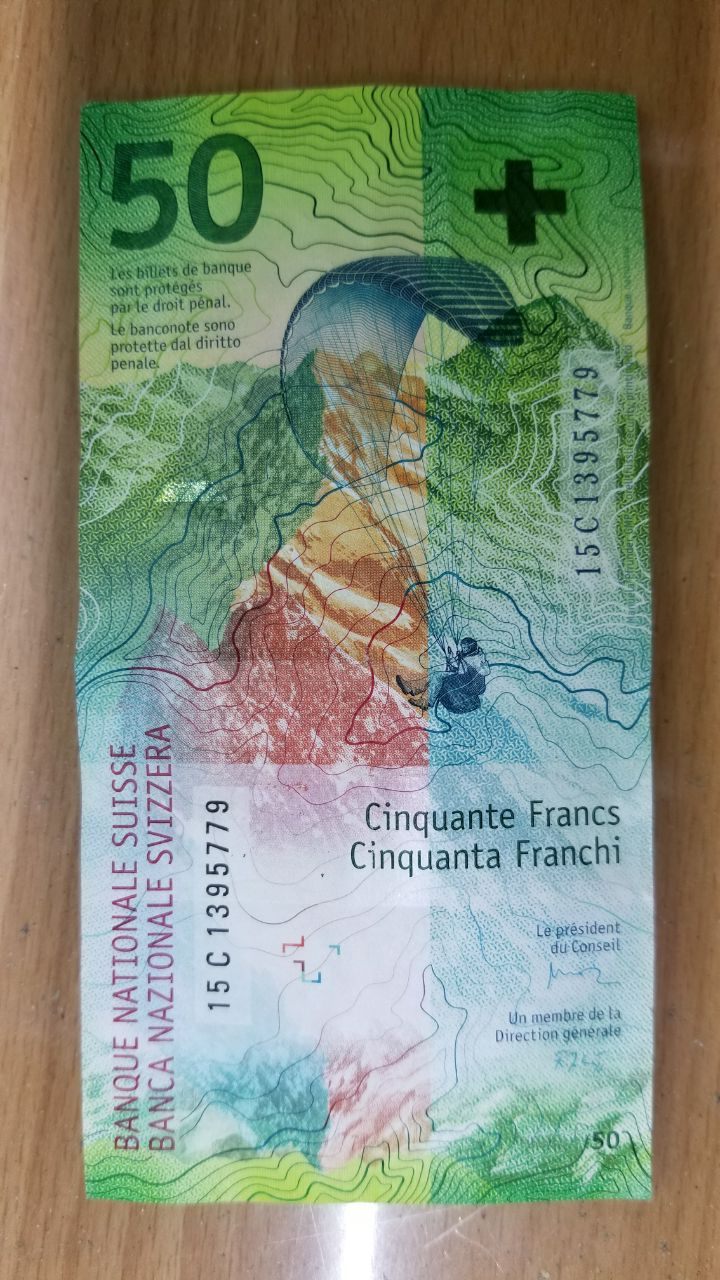 50
Les billets de banque
sont protégés
par le droit pénal.
Le banconote sono
protette dal diritto
penale.
15C1395779
BANQUE NATIONALE SUISSE
BANCA NAZIONALE SVIZZERA
15C1395779
Cinquante Francs
Cinquanta Franchi
Le président
du Conseil
Un membre de la
Direction générale
50